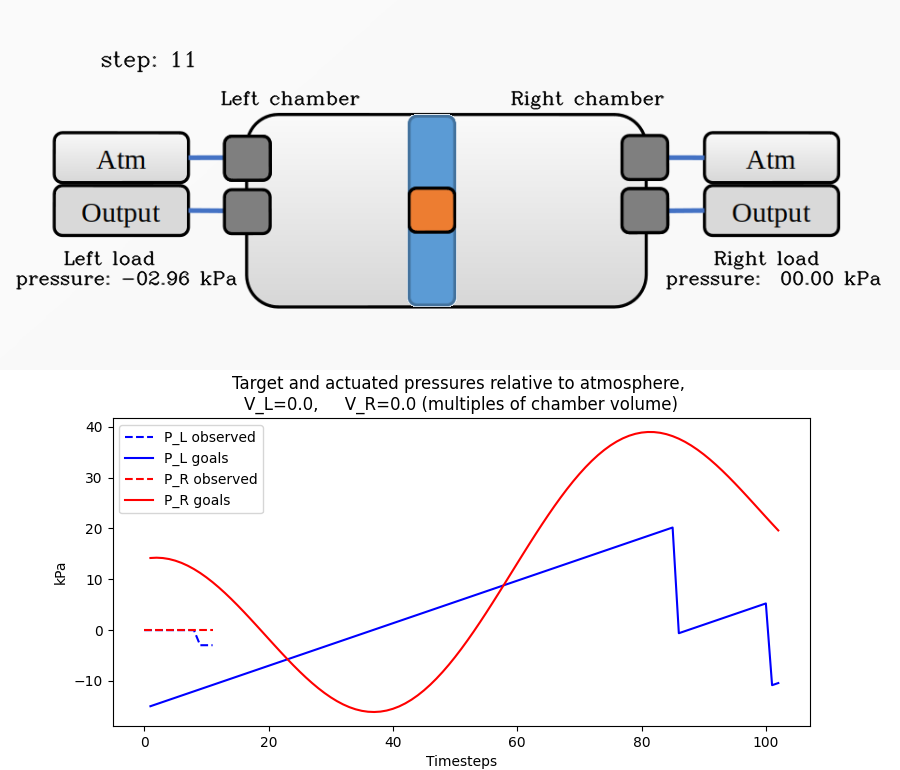 step: 11
Left chamber
Right chamber
Atm
Atm
Output
Output
Left load
pressure: −02.96 kPa
Right load
pressure: 00.00 kPa
Target and actuated pressures relative to atmosphere,
V_L=0.0, V_R=0.0 (multiples of chamber volume)
P_L observed
P_L goals
P_R observed
P_R goals
40
30
20
10
0
−10
kPa
0 20 40 60 80 100
Timesteps